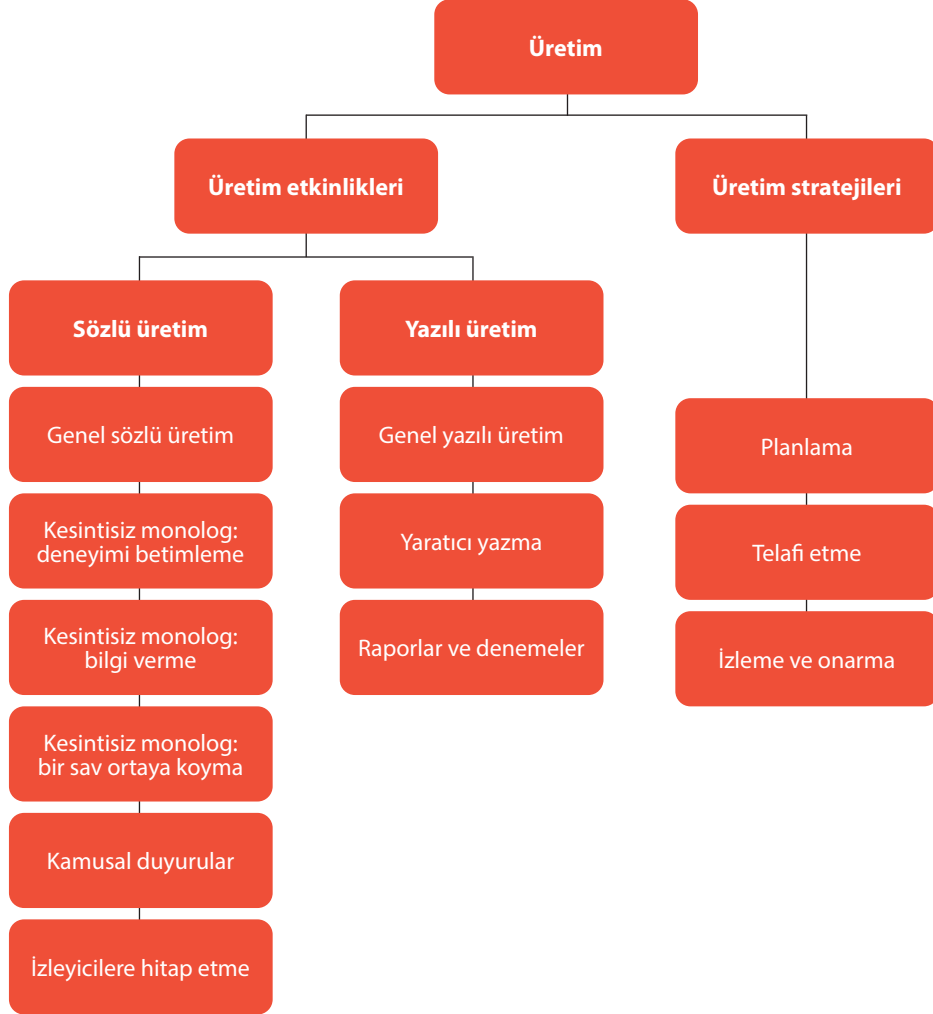 Üretim
Üretim etkinlikleri
Üretim stratejileri
Sözlü üretim
Genel sözlü üretim
Kesintisiz monolog:
deneyimi betimleme
Kesintisiz monolog:
bilgi verme
Kesintisiz monolog:
bir sav ortaya koyma
Kamusal duyurular
İzleyicilere hitap etme
Yazılı üretim
Genel yazılı üretim
Yaratıcı yazma
Raporlar ve denemeler
Planlama
Telafi etme
İzleme ve onarma